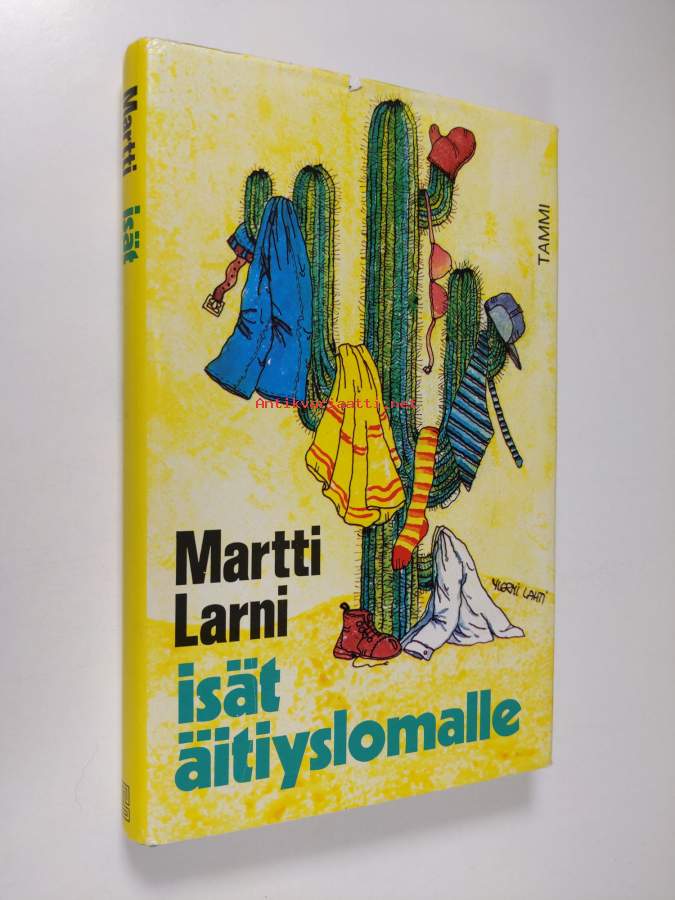 Martti isät
TAMMI
Antikvariaatti.net
Martti
Larni
isät
äitiyslomalle